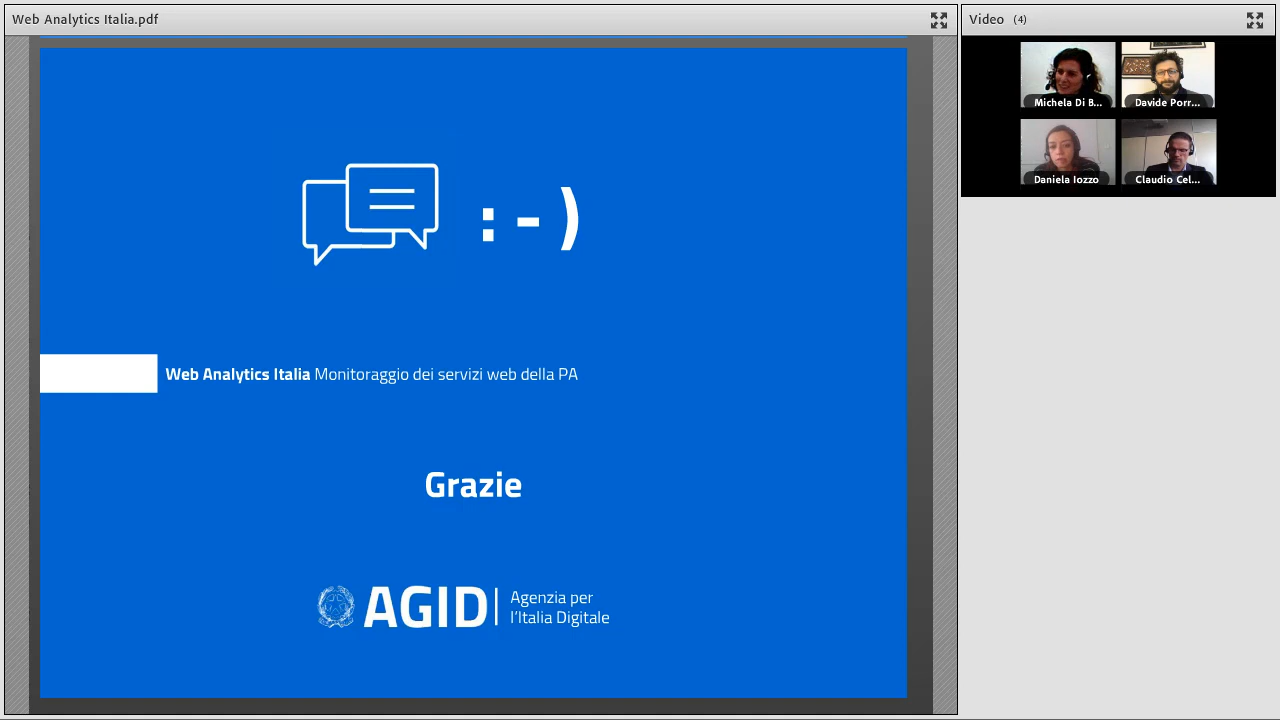 Web Analytics Italia.pdf
Video (4)
Michela Di B...
Davide Porr...
Daniela Iozzo
Claudio Cel...
: - )
Web Analytics Italia Monitoraggio dei servizi web della PA
Grazie
AGID
Agenzia per
l'Italia Digitale